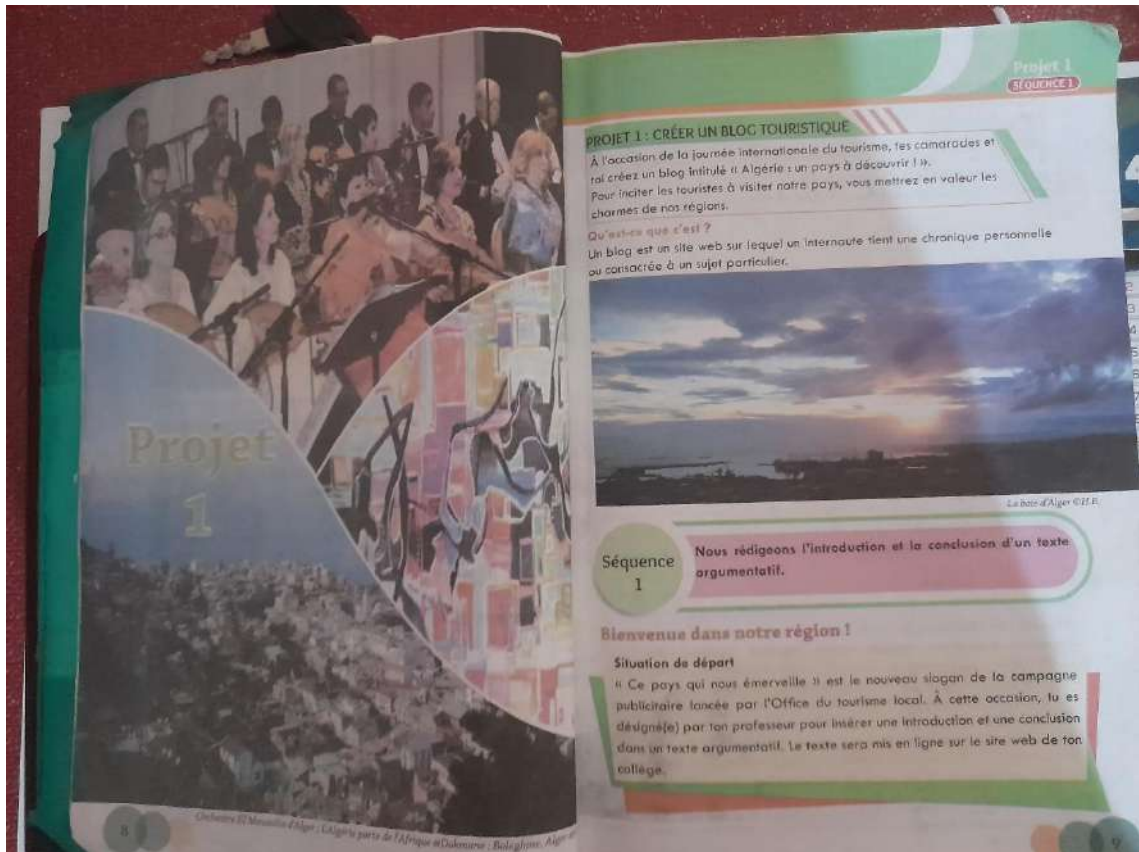 Projet
1
8
Projet 1
SÉQUENCE 1
PROJET 1 : CRÉER UN BLOG TOURISTIQUE
À l'occasion de la journée internationale du tourisme, tes camarades et
toi créez un blog intitulé « Algérie : un pays à découvrir ! ».
Pour inciter les touristes à visiter notre pays, vous mettrez en valeur les
charmes de nos régions.
Qu'est-ce que c'est ?
Un blog est un site web sur lequel un internaute tient une chronique personnelle
ou consacrée à un sujet particulier.
La baie d'Alger ©H.B.
Séquence
1
Nous rédigeons l'introduction et la conclusion d'un texte
argumentatif.
Bienvenue dans notre région !
Situation de départ
« Ce pays qui nous émerveille » est le nouveau slogan de la campagne
publicitaire lancée par l'Office du tourisme local. À cette occasion, tu es
désigné(e) par ton professeur pour insérer une introduction et une conclusion
dans un texte argumentatif. Le texte sera mis en ligne sur le site web de ton
collège.
9